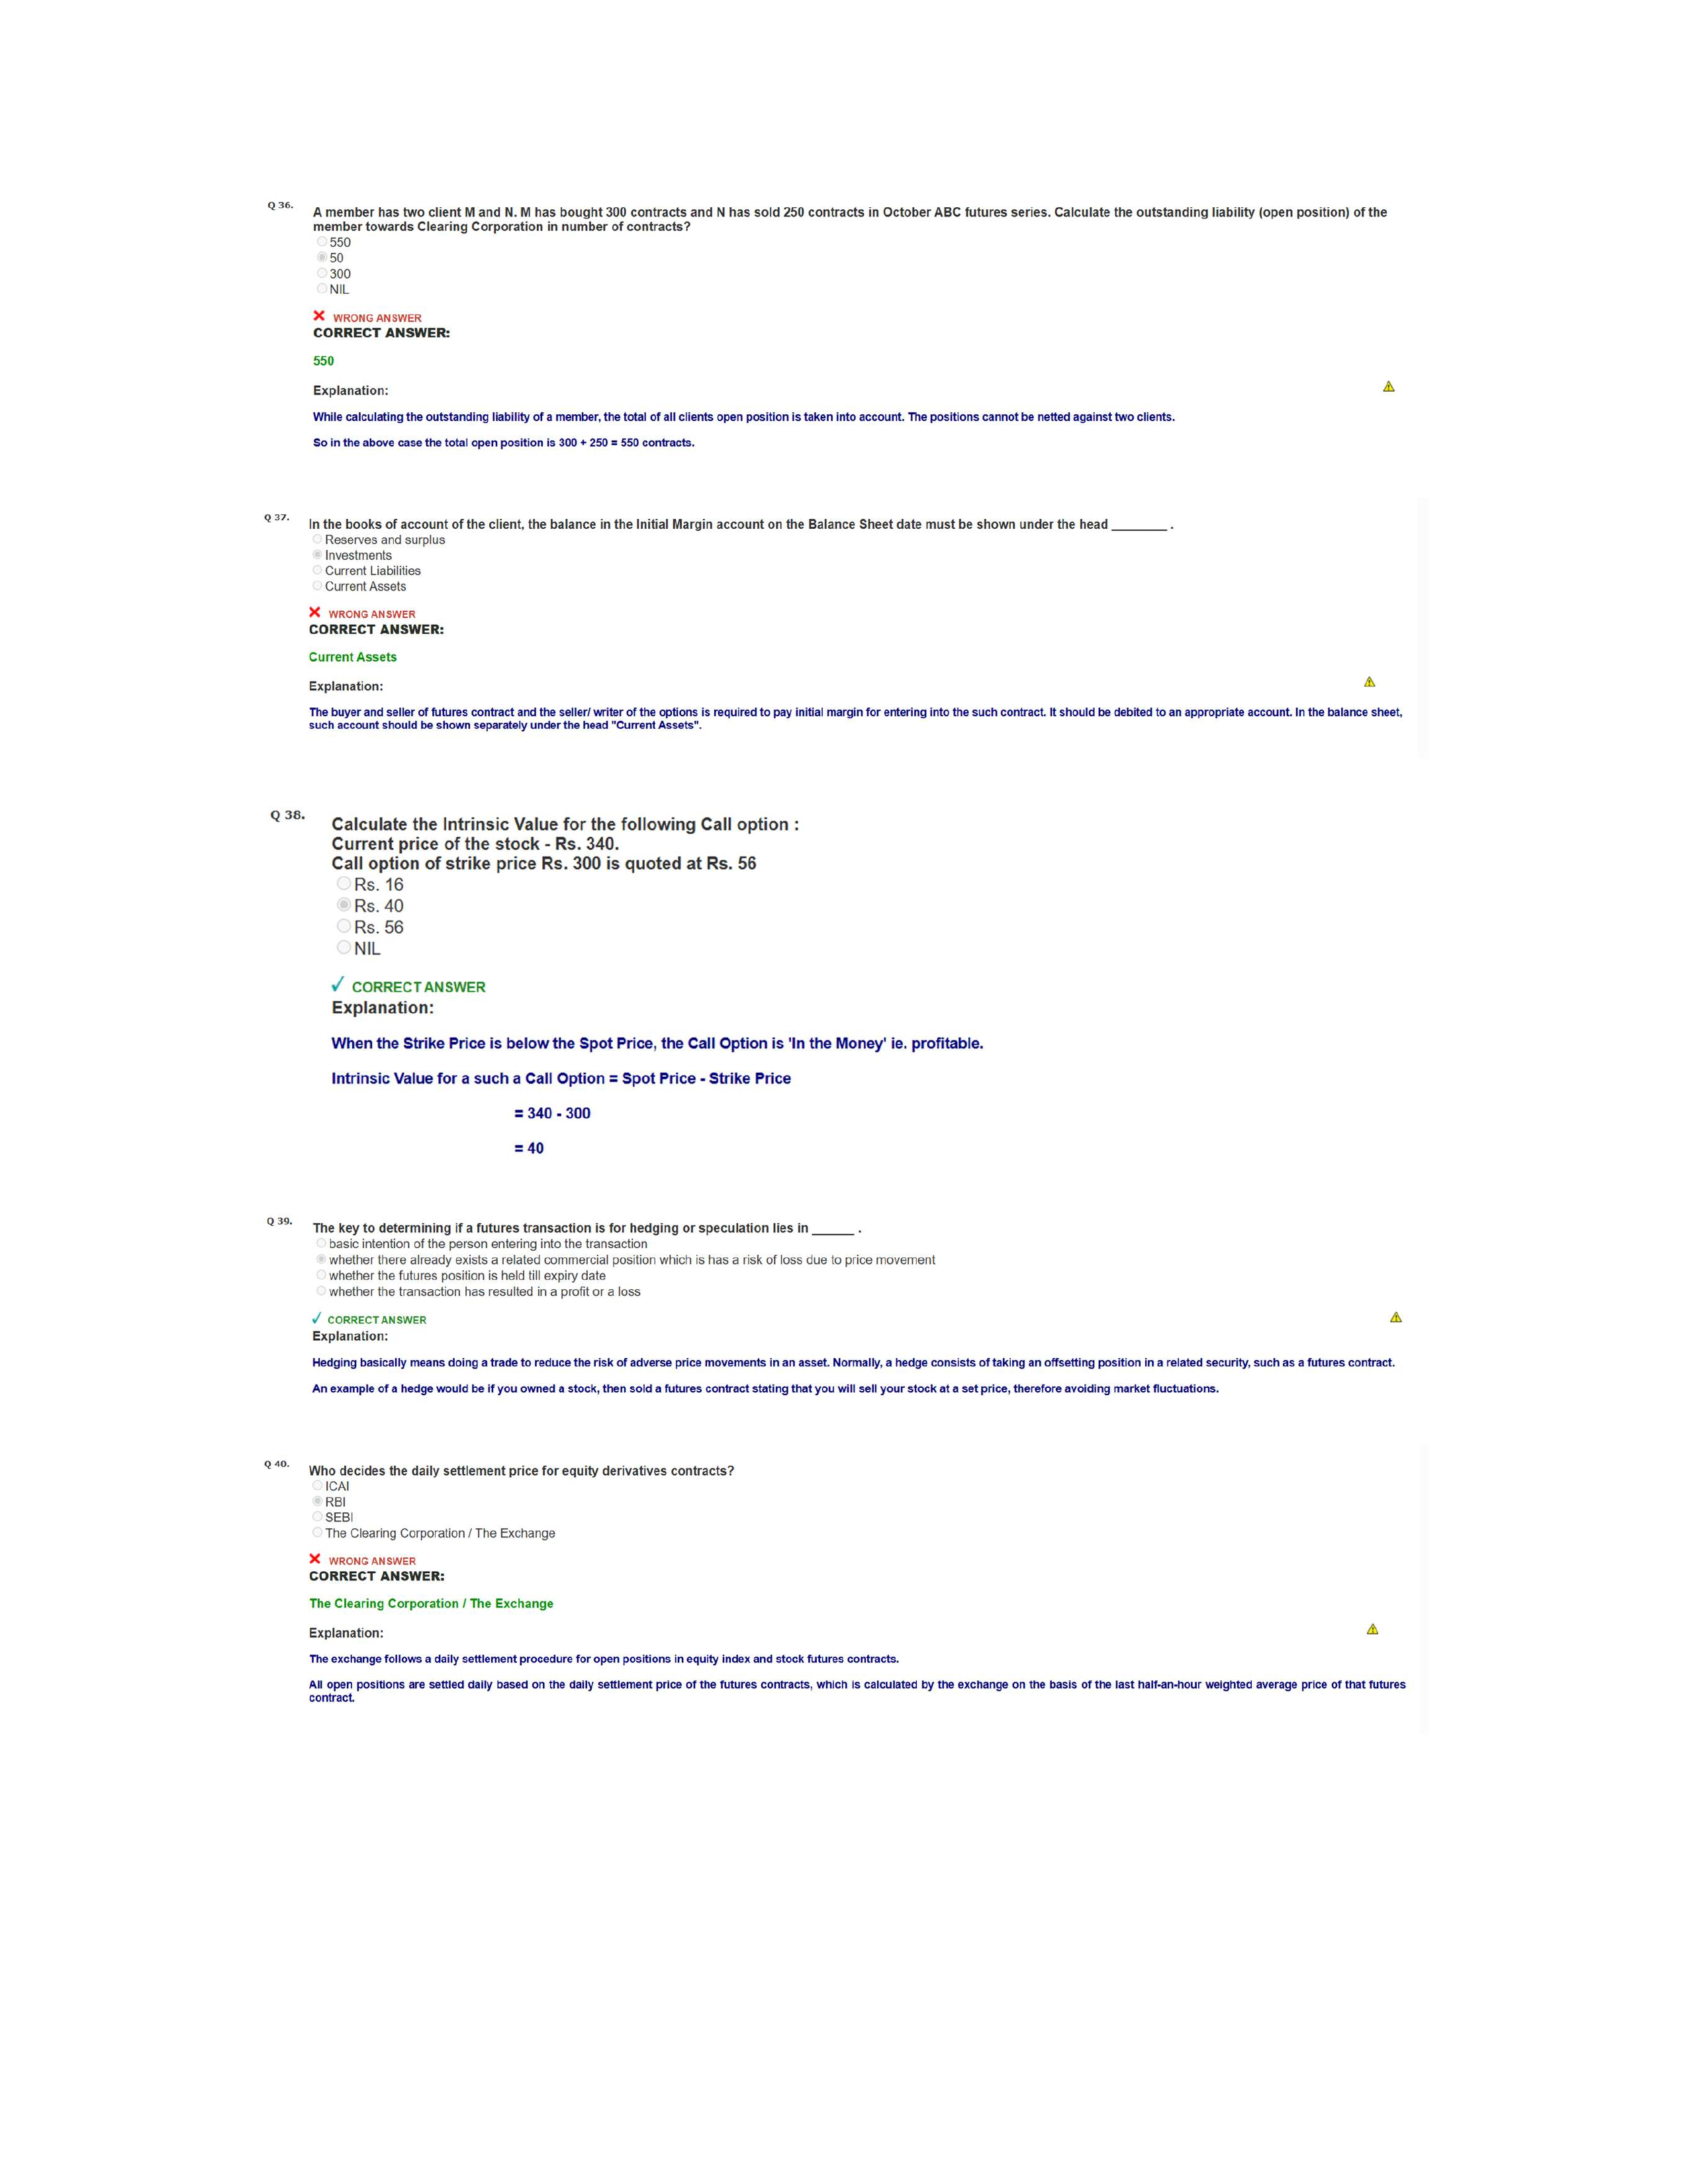 Q 36.
A member has two client M and N. M has bought 300 contracts and N has sold 250 contracts in October ABC futures series. Calculate the outstanding liability (open position) of the
member towards Clearing Corporation in number of contracts?
550
50
300
NIL
WRONG ANSWER
CORRECT ANSWER:
550
Explanation:
While calculating the outstanding liability of a member, the total of all clients open position is taken into account. The positions cannot be netted against two clients.
So in the above case the total open position is 300 + 250 = 550 contracts.
Q 37.
In the books of account of the client, the balance in the Initial Margin account on the Balance Sheet date must be shown under the head ________ .
Reserves and surplus
Investments
Current Liabilities
Current Assets
WRONG ANSWER
CORRECT ANSWER:
Current Assets
Explanation:
The buyer and seller of futures contract and the seller/ writer of the options is required to pay initial margin for entering into the such contract. It should be debited to an appropriate account. In the balance sheet,
such account should be shown separately under the head "Current Assets".
Q 38.
Calculate the Intrinsic Value for the following Call option :
Current price of the stock - Rs. 340.
Call option of strike price Rs. 300 is quoted at Rs. 56
Rs. 16
Rs. 40
Rs. 56
NIL
✓ CORRECT ANSWER
Explanation:
When the Strike Price is below the Spot Price, the Call Option is 'In the Money' ie. profitable.
Intrinsic Value for a such a Call Option = Spot Price - Strike Price
= 340 - 300
= 40
Q 39.
The key to determining if a futures transaction is for hedging or speculation lies in ______ .
basic intention of the person entering into the transaction
whether there already exists a related commercial position which is has a risk of loss due to price movement
whether the futures position is held till expiry date
whether the transaction has resulted in a profit or a loss
✓ CORRECT ANSWER
Explanation:
Hedging basically means doing a trade to reduce the risk of adverse price movements in an asset. Normally, a hedge consists of taking an offsetting position in a related security, such as a futures contract.
An example of a hedge would be if you owned a stock, then sold a futures contract stating that you will sell your stock at a set price, therefore avoiding market fluctuations.
Q 40.
Who decides the daily settlement price for equity derivatives contracts?
ICAI
RBI
SEBI
The Clearing Corporation / The Exchange
WRONG ANSWER
CORRECT ANSWER:
The Clearing Corporation / The Exchange
Explanation:
The exchange follows a daily settlement procedure for open positions in equity index and stock futures contracts.
All open positions are settled daily based on the daily settlement price of the futures contracts, which is calculated by the exchange on the basis of the last half-an-hour weighted average price of that futures
contract.